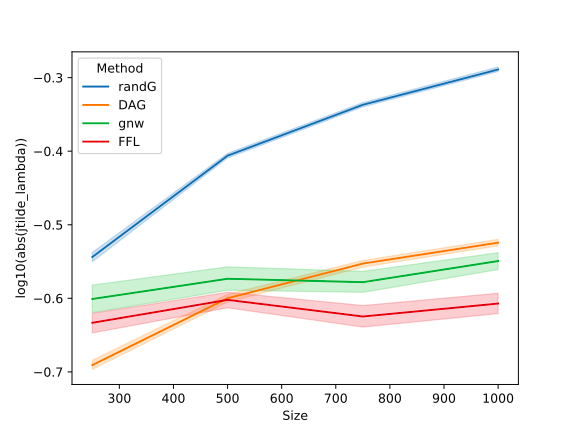 Method
randG
DAG
gnw
FFL
−0.3
−0.4
−0.5
−0.6
−0.7
log10(abs(jtilde_lambda))
300 400 500 600 700 800 900 1000
Size